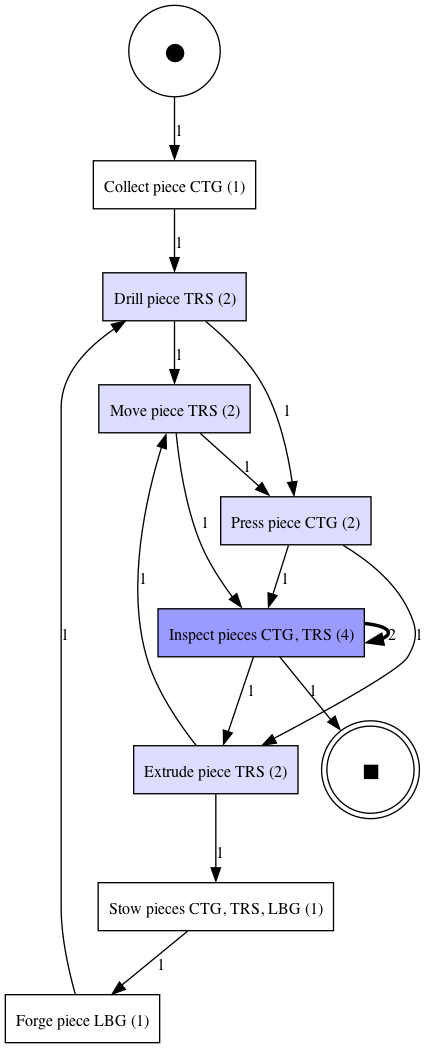 1
Collect piece CTG (1)
1
Drill piece TRS (2)
1
1
Move piece TRS (2)
1
Press piece CTG (2)
1
1
1
1
Inspect pieces CTG, TRS (4)
2
1
1
1
Extrude piece TRS (2)
1
Stow pieces CTG, TRS, LBG (1)
1
Forge piece LBG (1)